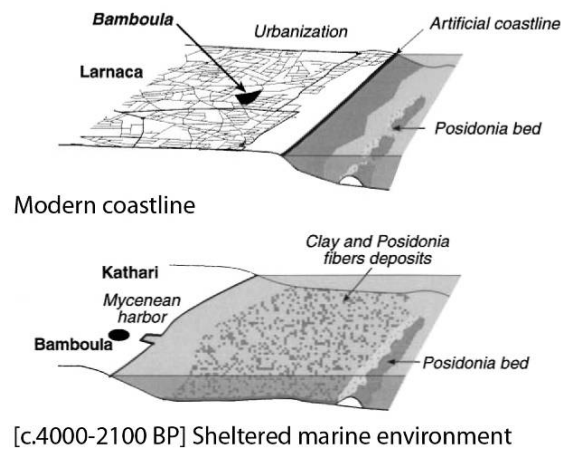 Bamboula
Urbanization
Artificial coastline
Larnaca
Posidonia bed
Modern coastline
Clay and Posidonia
fibers deposits
Kathari
Mycenean
harbor
Bamboula
Posidonia bed
[c.4000-2100 BP] Sheltered marine environment